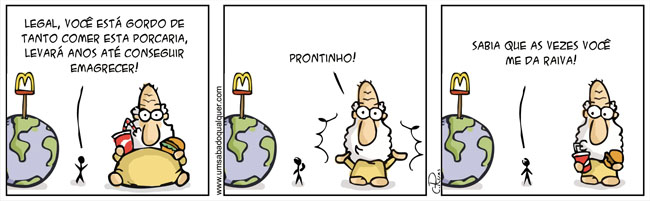 LEGAL, VOCÊ ESTÁ GORDO DE
TANTO COMER ESTA PORCARIA,
LEVARÁ ANOS ATÉ CONSEGUIR
EMAGRECER!
M
www.umsabadoqualquer.com
PRONTINHO!
M
SABIA QUE AS VEZES VOCÊ
ME DA RAIVA!
M